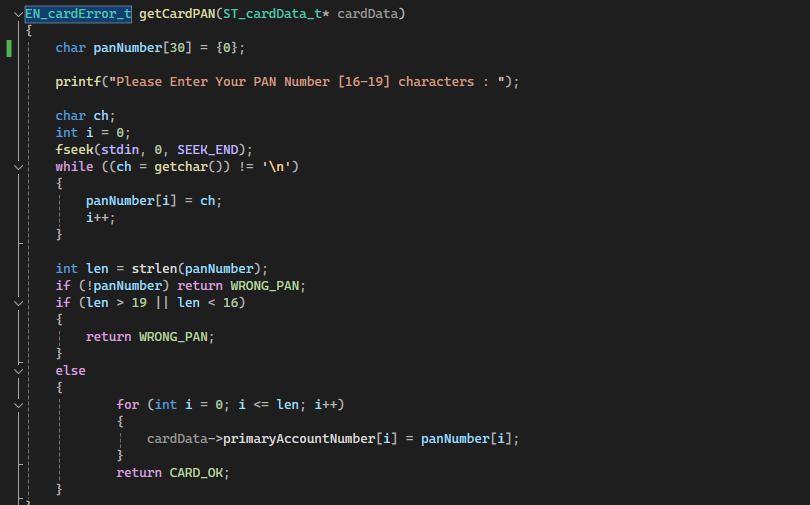 EN_cardError_t getCardPAN(ST_cardData_t* cardData)
{
char panNumber[30] = {0};
printf("Please Enter Your PAN Number [16-19] characters : ");
char ch;
int i = 0;
fseek(stdin, 0, SEEK_END);
while ((ch = getchar()) != '\n')
{
panNumber[i] = ch;
i++;
}
int len = strlen(panNumber);
if (!panNumber) return WRONG_PAN;
if (len > 19 || len < 16)
{
return WRONG_PAN;
}
else
{
for (int i = 0; i <= len; i++)
{
cardData->primaryAccountNumber[i] = panNumber[i];
}
return CARD_OK;
}